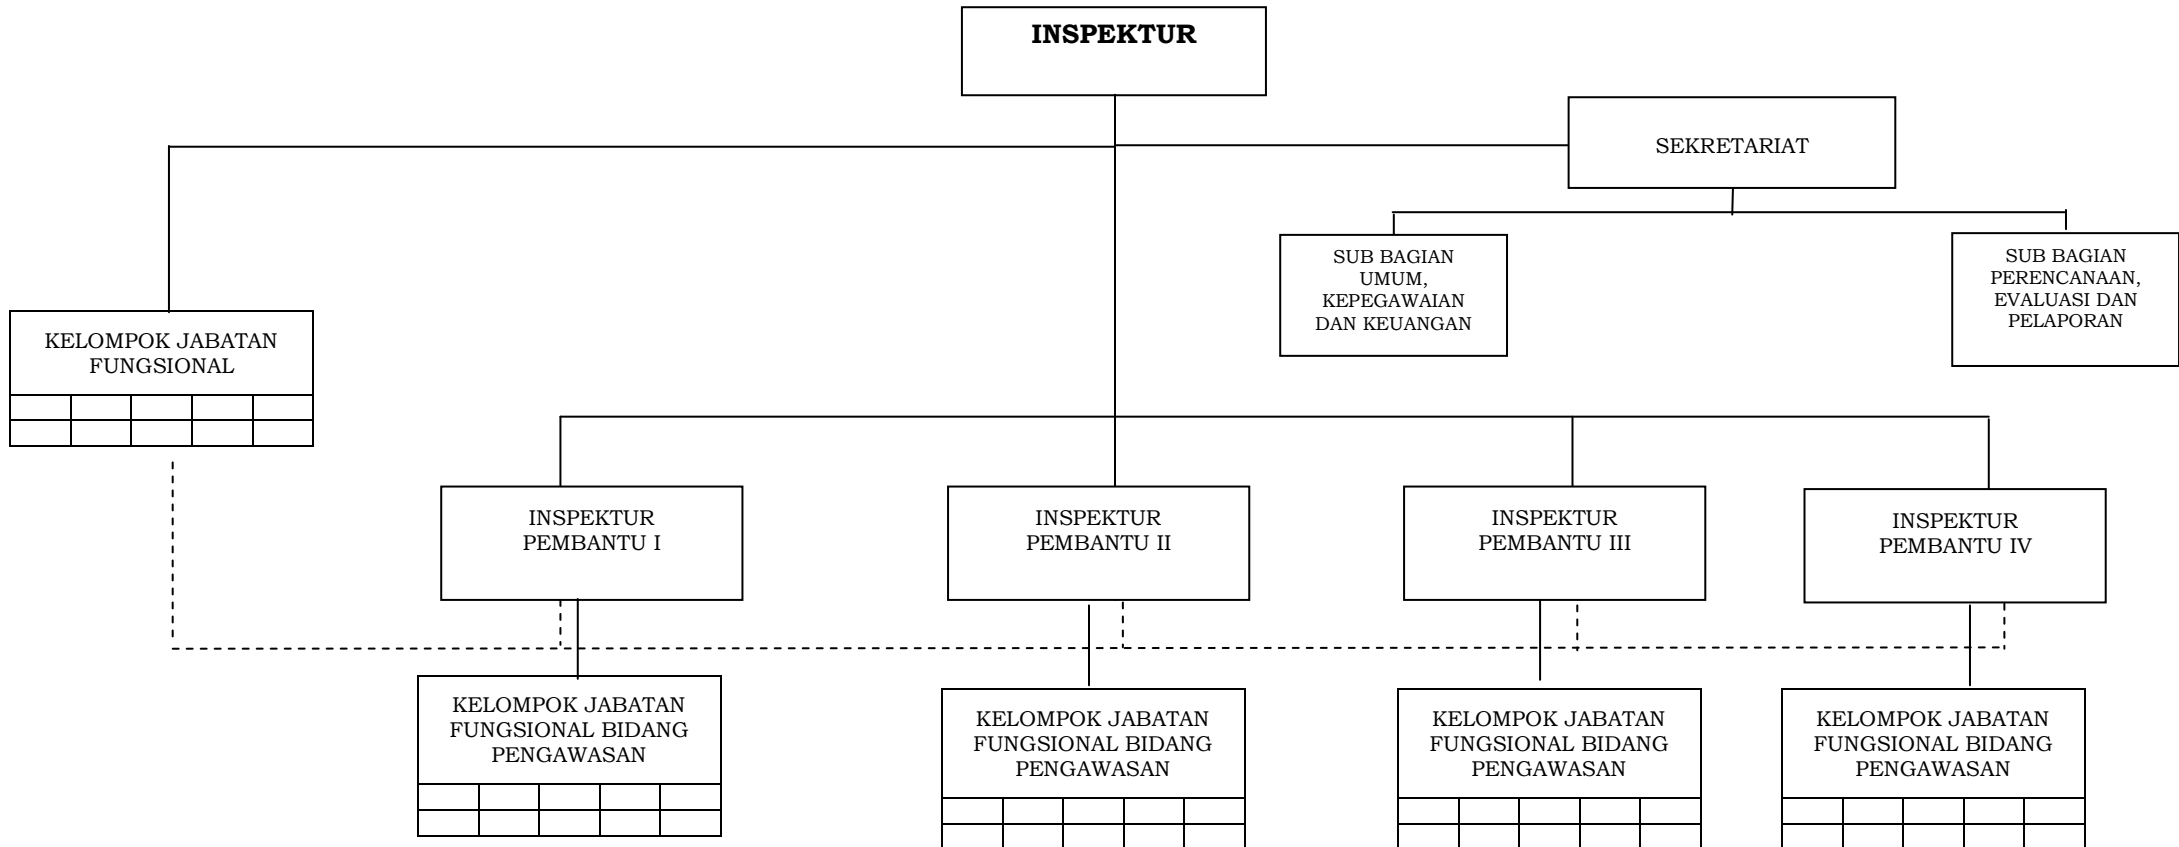 INSPEKTUR
SEKRETARIAT
SUB BAGIAN
UMUM,
KEPEGAWAIAN
DAN KEUANGAN
SUB BAGIAN
PERENCANAAN,
EVALUASI DAN
PELAPORAN
KELOMPOK JABATAN
FUNGSIONAL
INSPEKTUR
PEMBANTU I
INSPEKTUR
PEMBANTU II
INSPEKTUR
PEMBANTU III
INSPEKTUR
PEMBANTU IV
KELOMPOK JABATAN
FUNGSIONAL BIDANG
PENGAWASAN
KELOMPOK JABATAN
FUNGSIONAL BIDANG
PENGAWASAN
KELOMPOK JABATAN
FUNGSIONAL BIDANG
PENGAWASAN
KELOMPOK JABATAN
FUNGSIONAL BIDANG
PENGAWASAN